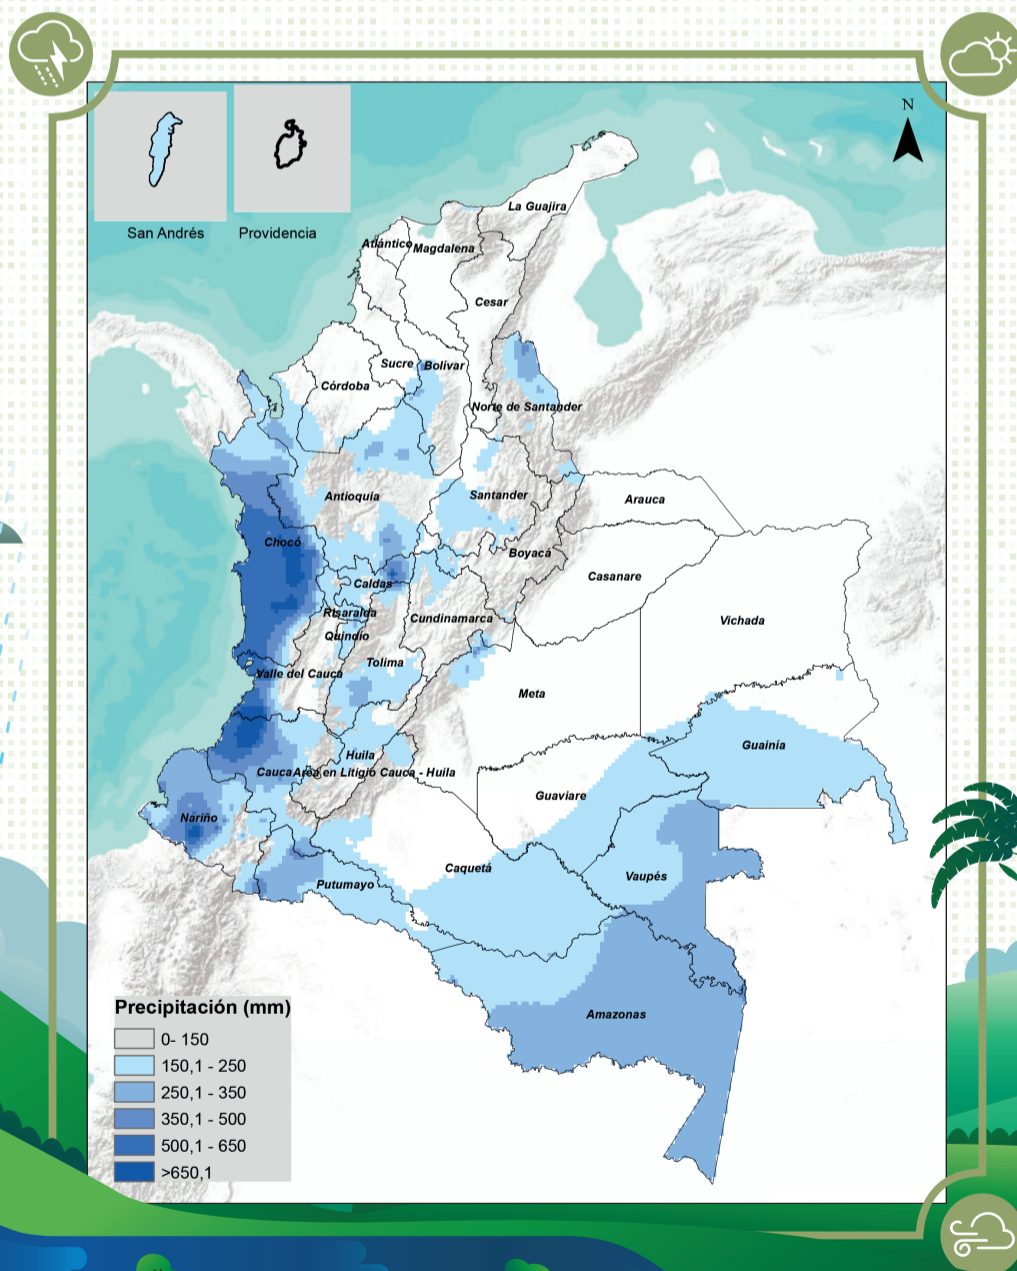 N
San Andrés
Providencia
La Guajira
Atlántico
Magdalena
Cesar
Sucre
Bolívar
Córdoba
Norte de Santander
Antioquia
Santander
Arauca
Chocó
Boyacá
Caldas
Casanare
Risaralda
Cundinamarca
Vichada
Quindío
Tolima
Valle del Cauca
Meta
Guainía
Huila
Cauca
Area en Litigio Cauca - Huila
Guaviare
Nariño
Caquetá
Vaupés
Putumayo
Amazonas
Precipitación (mm)
0- 150
150,1 - 250
250,1 - 350
350,1 - 500
500,1 - 650
>650,1